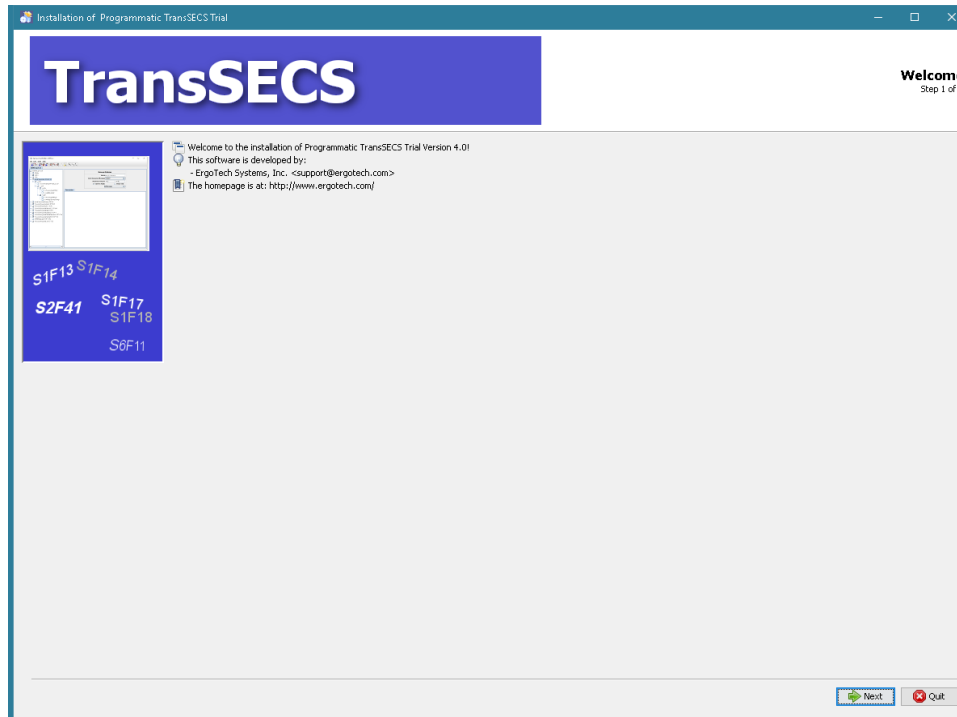 Installation of Programmatic TransSECS Trial
TransSECS
Welcome
Step 1 of
Welcome to the installation of Programmatic TransSECS Trial Version 4.0!
This software is developed by:
- ErgoTech Systems, Inc. <support@ergotech.com>
The homepage is at: http://www.ergotech.com/
S1F13 S1F14
S2F41 S1F17
S1F18
S6F11
Next Quit